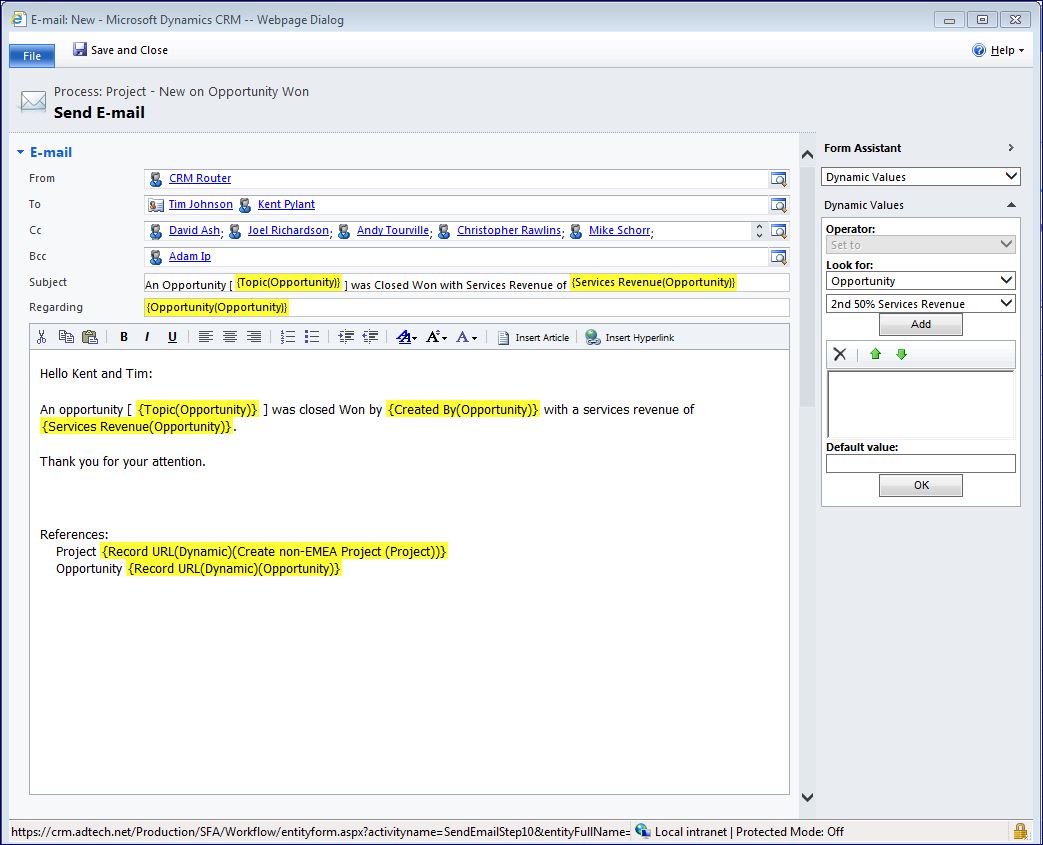 E-mail: New - Microsoft Dynamics CRM -- Webpage Dialog
File Save and Close Help
Process: Project - New on Opportunity Won
Send E-mail
E-mail
From CRM Router
To Tim Johnson Kent Pylant
Cc David Ash; Joel Richardson; Andy Tourville; Christopher Rawlins; Mike Schorr;
Bcc Adam Ip
Subject An Opportunity [ {Topic(Opportunity)} ] was Closed Won with Services Revenue of {Services Revenue(Opportunity)}
Regarding {Opportunity(Opportunity)}
B I U A A A Insert Article Insert Hyperlink
Hello Kent and Tim:
An opportunity [ {Topic(Opportunity)} ] was closed Won by {Created By(Opportunity)} with a services revenue of
{Services Revenue(Opportunity)}.
Thank you for your attention.
References:
Project {Record URL(Dynamic)(Create non-EMEA Project (Project))}
Opportunity {Record URL(Dynamic)(Opportunity)}
Form Assistant
Dynamic Values
Dynamic Values
Operator:
Set to
Look for:
Opportunity
2nd 50% Services Revenue
Add
Default value:
OK
https://crm.adtech.net/Production/SFA/Workflow/entityform.aspx?activityname=SendEmailStep10&entityFullName= Local intranet | Protected Mode: Off